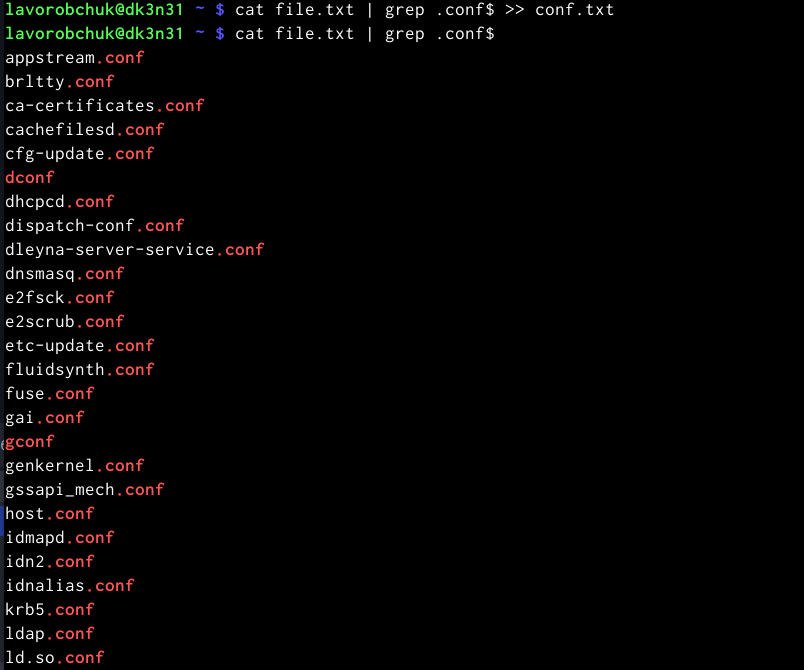 lavorobchuk@dk3n31 ~ $ cat file.txt | grep .conf$ >> conf.txt
lavorobchuk@dk3n31 ~ $ cat file.txt | grep .conf$
appstream.conf
brltty.conf
ca-certificates.conf
cachefilesd.conf
cfg-update.conf
dconf
dhcpcd.conf
dispatch-conf.conf
dleyna-server-service.conf
dnsmasq.conf
e2fsck.conf
e2scrub.conf
etc-update.conf
fluidsynth.conf
fuse.conf
gai.conf
gconf
genkernel.conf
gssapi_mech.conf
host.conf
idmapd.conf
idn2.conf
idnalias.conf
krb5.conf
ldap.conf
ld.so.conf